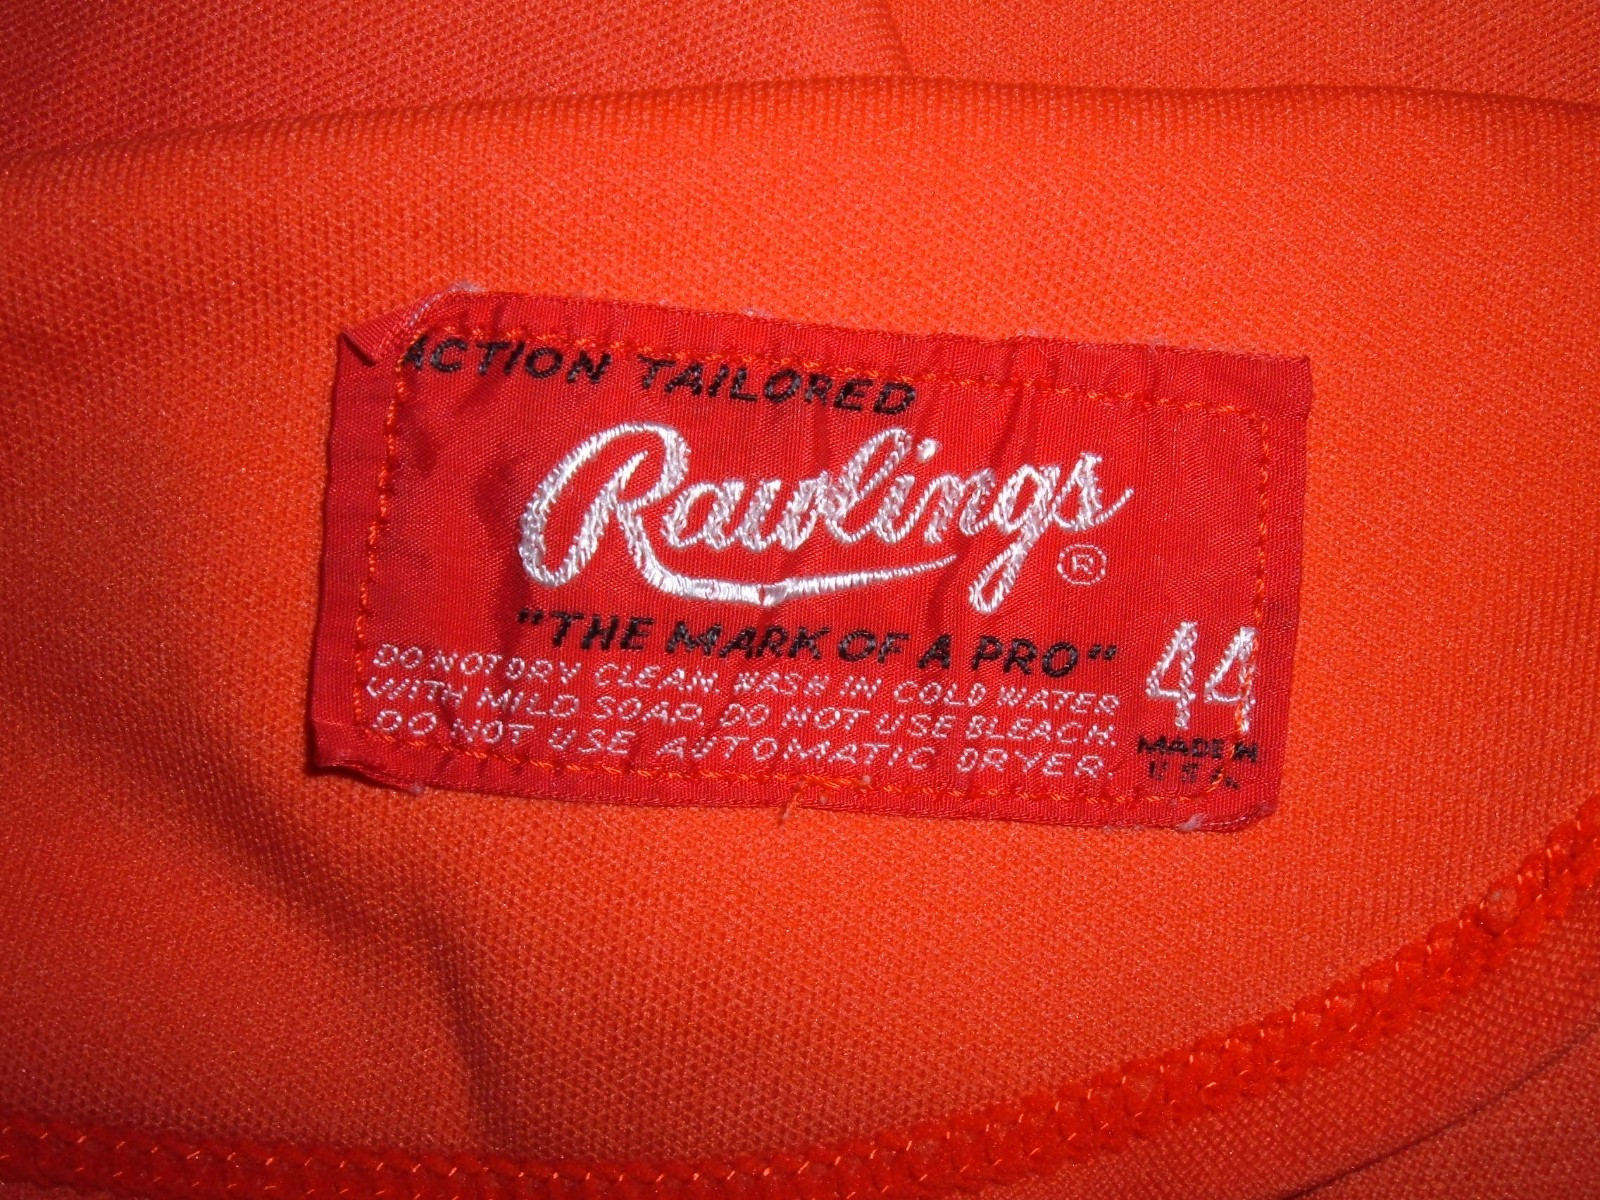 ACTION TAILORED
Rawlings ®
"THE MARK OF A PRO"
DO NOT DRY CLEAN. WASH IN COLD WATER
WITH MILD SOAP. DO NOT USE BLEACH.
DO NOT USE AUTOMATIC DRYER.
44
MADE IN
U.S.A.